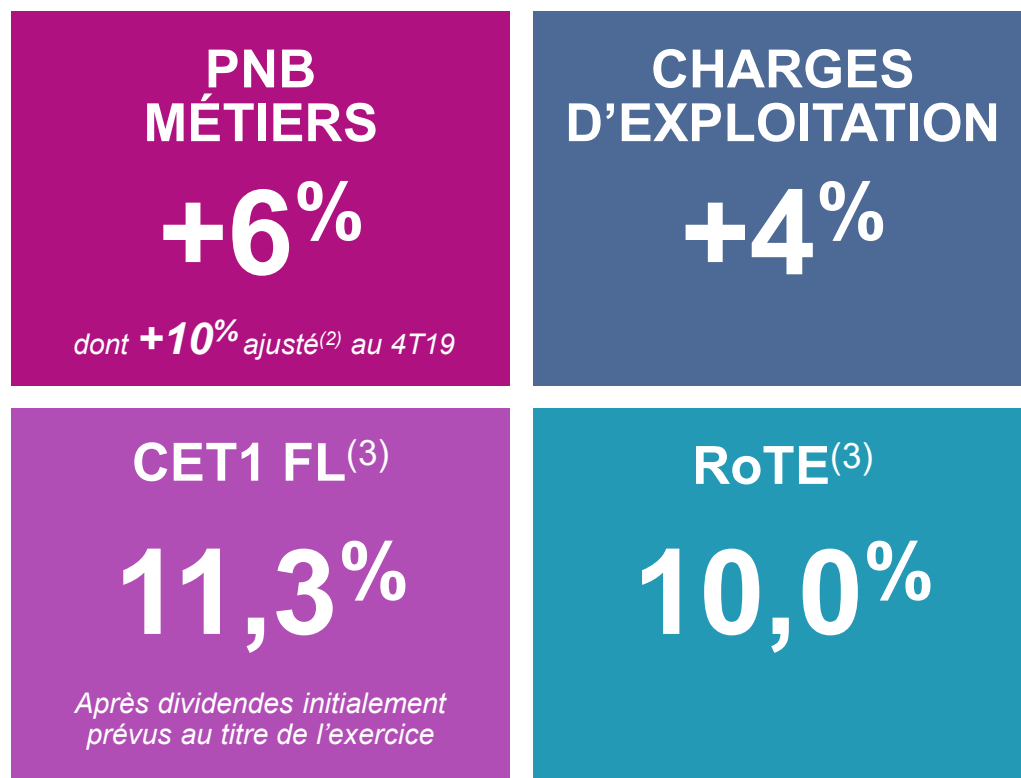 PNB
MÉTIERS
+6%
dont +10% ajusté(2) au 4T19
CHARGES
D’EXPLOITATION
+4%
CET1 FL(3)
11,3%
Après dividendes initialement
prévus au titre de l’exercice
RoTE(3)
10,0%